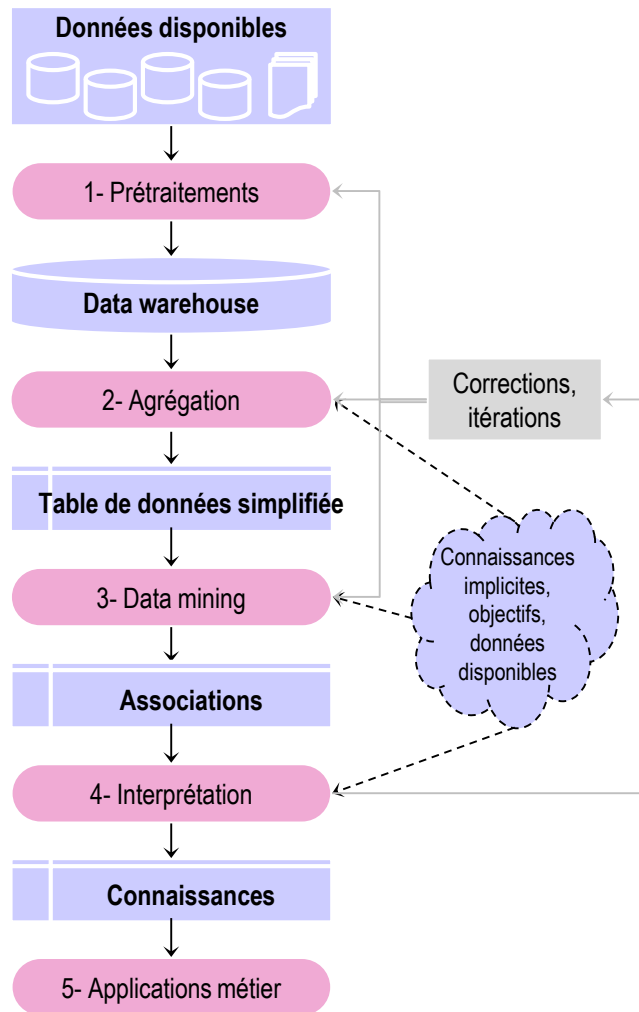 Données disponibles
1- Prétraitements
Data warehouse
2- Agrégation
Corrections,
itérations
Table de données simplifiée
Connaissances
implicites,
objectifs,
données
disponibles
3- Data mining
Associations
4- Interprétation
Connaissances
5- Applications métier